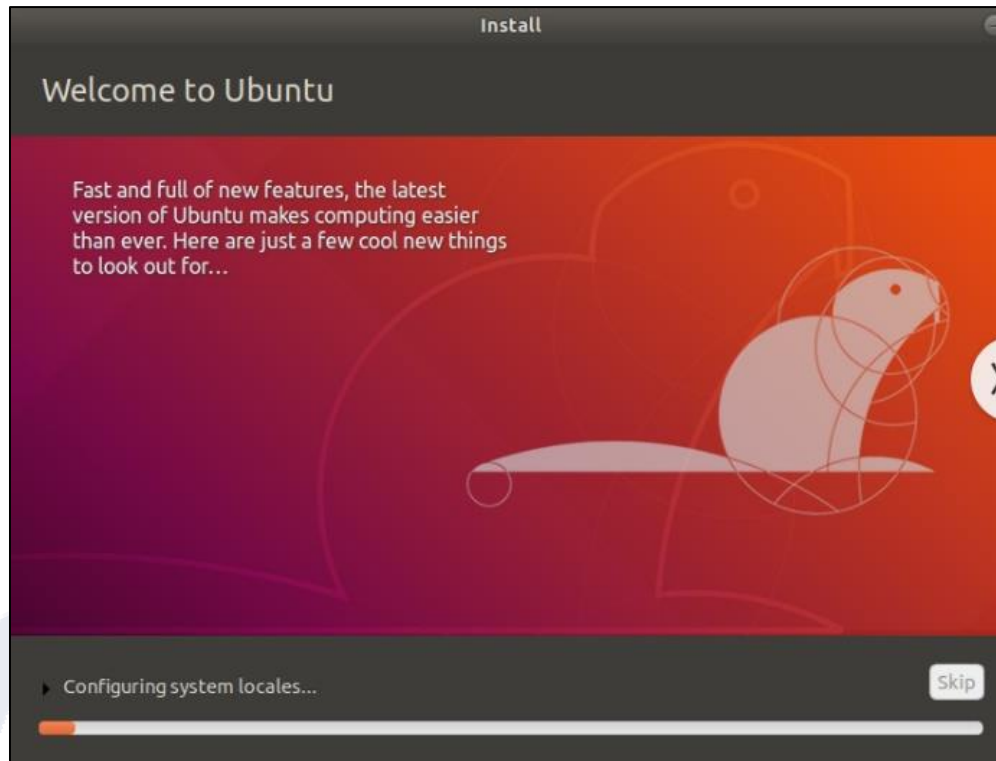 Install
Welcome to Ubuntu
Fast and full of new features, the latest
version of Ubuntu makes computing easier
than ever. Here are just a few cool new things
to look out for...
Configuring system locales...
Skip